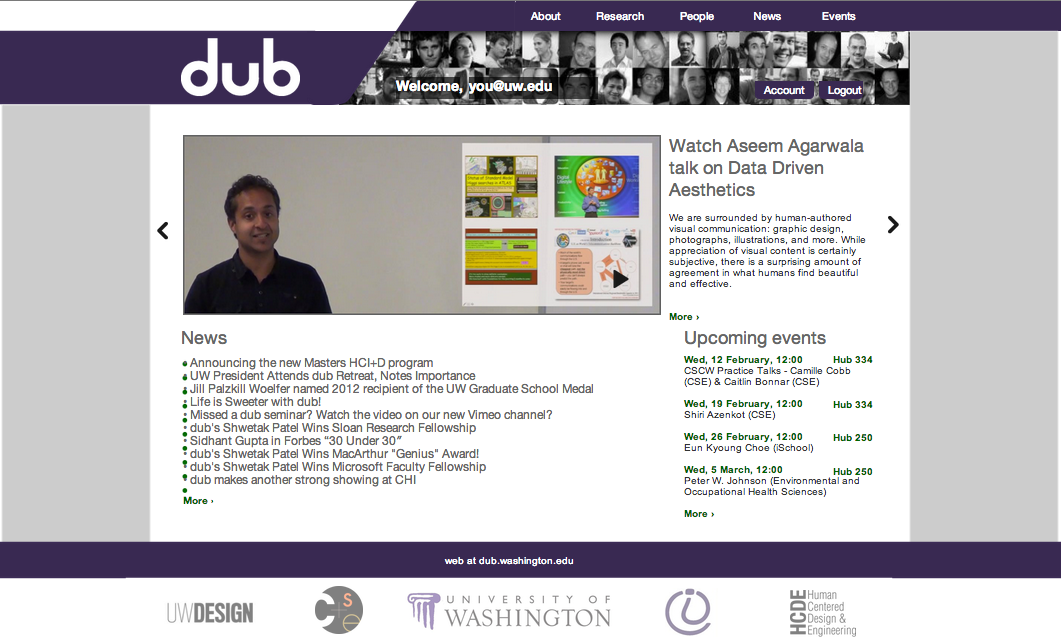 About Research People News Events
dub
Welcome, you@uw.edu
Account Logout
Watch Aseem Agarwala
talk on Data Driven
Aesthetics
We are surrounded by human-authored
visual communication: graphic design,
photographs, illustrations, and more. While
appreciation of visual content is certainly
subjective, there is a surprising amount of
agreement in what humans find beautiful
and effective.
More ›
News
Announcing the new Masters HCI+D program
UW President Attends dub Retreat, Notes Importance
Jill Palzkill Woelfer named 2012 recipient of the UW Graduate School Medal
Life is Sweeter with dub!
Missed a dub seminar? Watch the video on our new Vimeo channel?
dub's Shwetak Patel Wins Sloan Research Fellowship
Sidhant Gupta in Forbes “30 Under 30″
dub's Shwetak Patel Wins MacArthur "Genius" Award!
dub's Shwetak Patel Wins Microsoft Faculty Fellowship
dub makes another strong showing at CHI
More ›
Upcoming events
Wed, 12 February, 12:00 Hub 334
CSCW Practice Talks - Camille Cobb
(CSE) & Caitlin Bonnar (CSE)
Wed, 19 February, 12:00 Hub 334
Shiri Azenkot (CSE)
Wed, 26 February, 12:00 Hub 250
Eun Kyoung Choe (iSchool)
Wed, 5 March, 12:00 Hub 250
Peter W. Johnson (Environmental and
Occupational Health Sciences)
More ›
web at dub.washington.edu
UWDESIGN
C S e
UNIVERSITY OF
WASHINGTON
i
HCDE
Human
Centered
Design &
Engineering